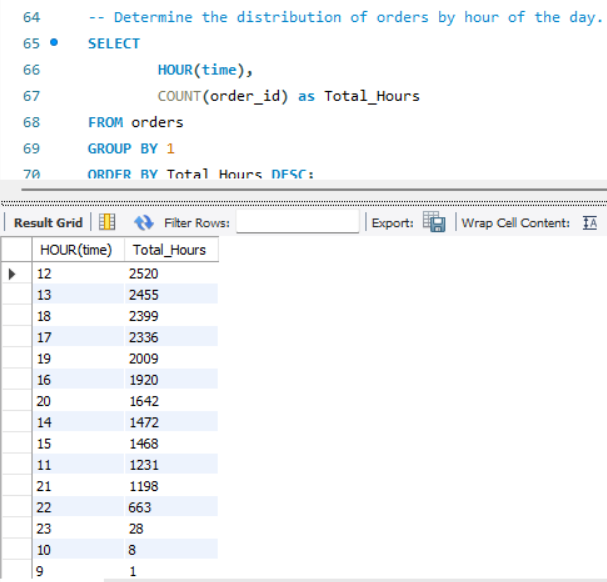 64 -- Determine the distribution of orders by hour of the day.
65 SELECT
66 HOUR(time),
67 COUNT(order_id) as Total_Hours
68 FROM orders
69 GROUP BY 1
70 ORDER BY Total_Hours DESC;
Result Grid Filter Rows: Export: Wrap Cell Content: IA
HOUR(time) Total_Hours
12 2520
13 2455
18 2399
17 2336
19 2009
16 1920
20 1642
14 1472
15 1468
11 1231
21 1198
22 663
23 28
10 8
9 1